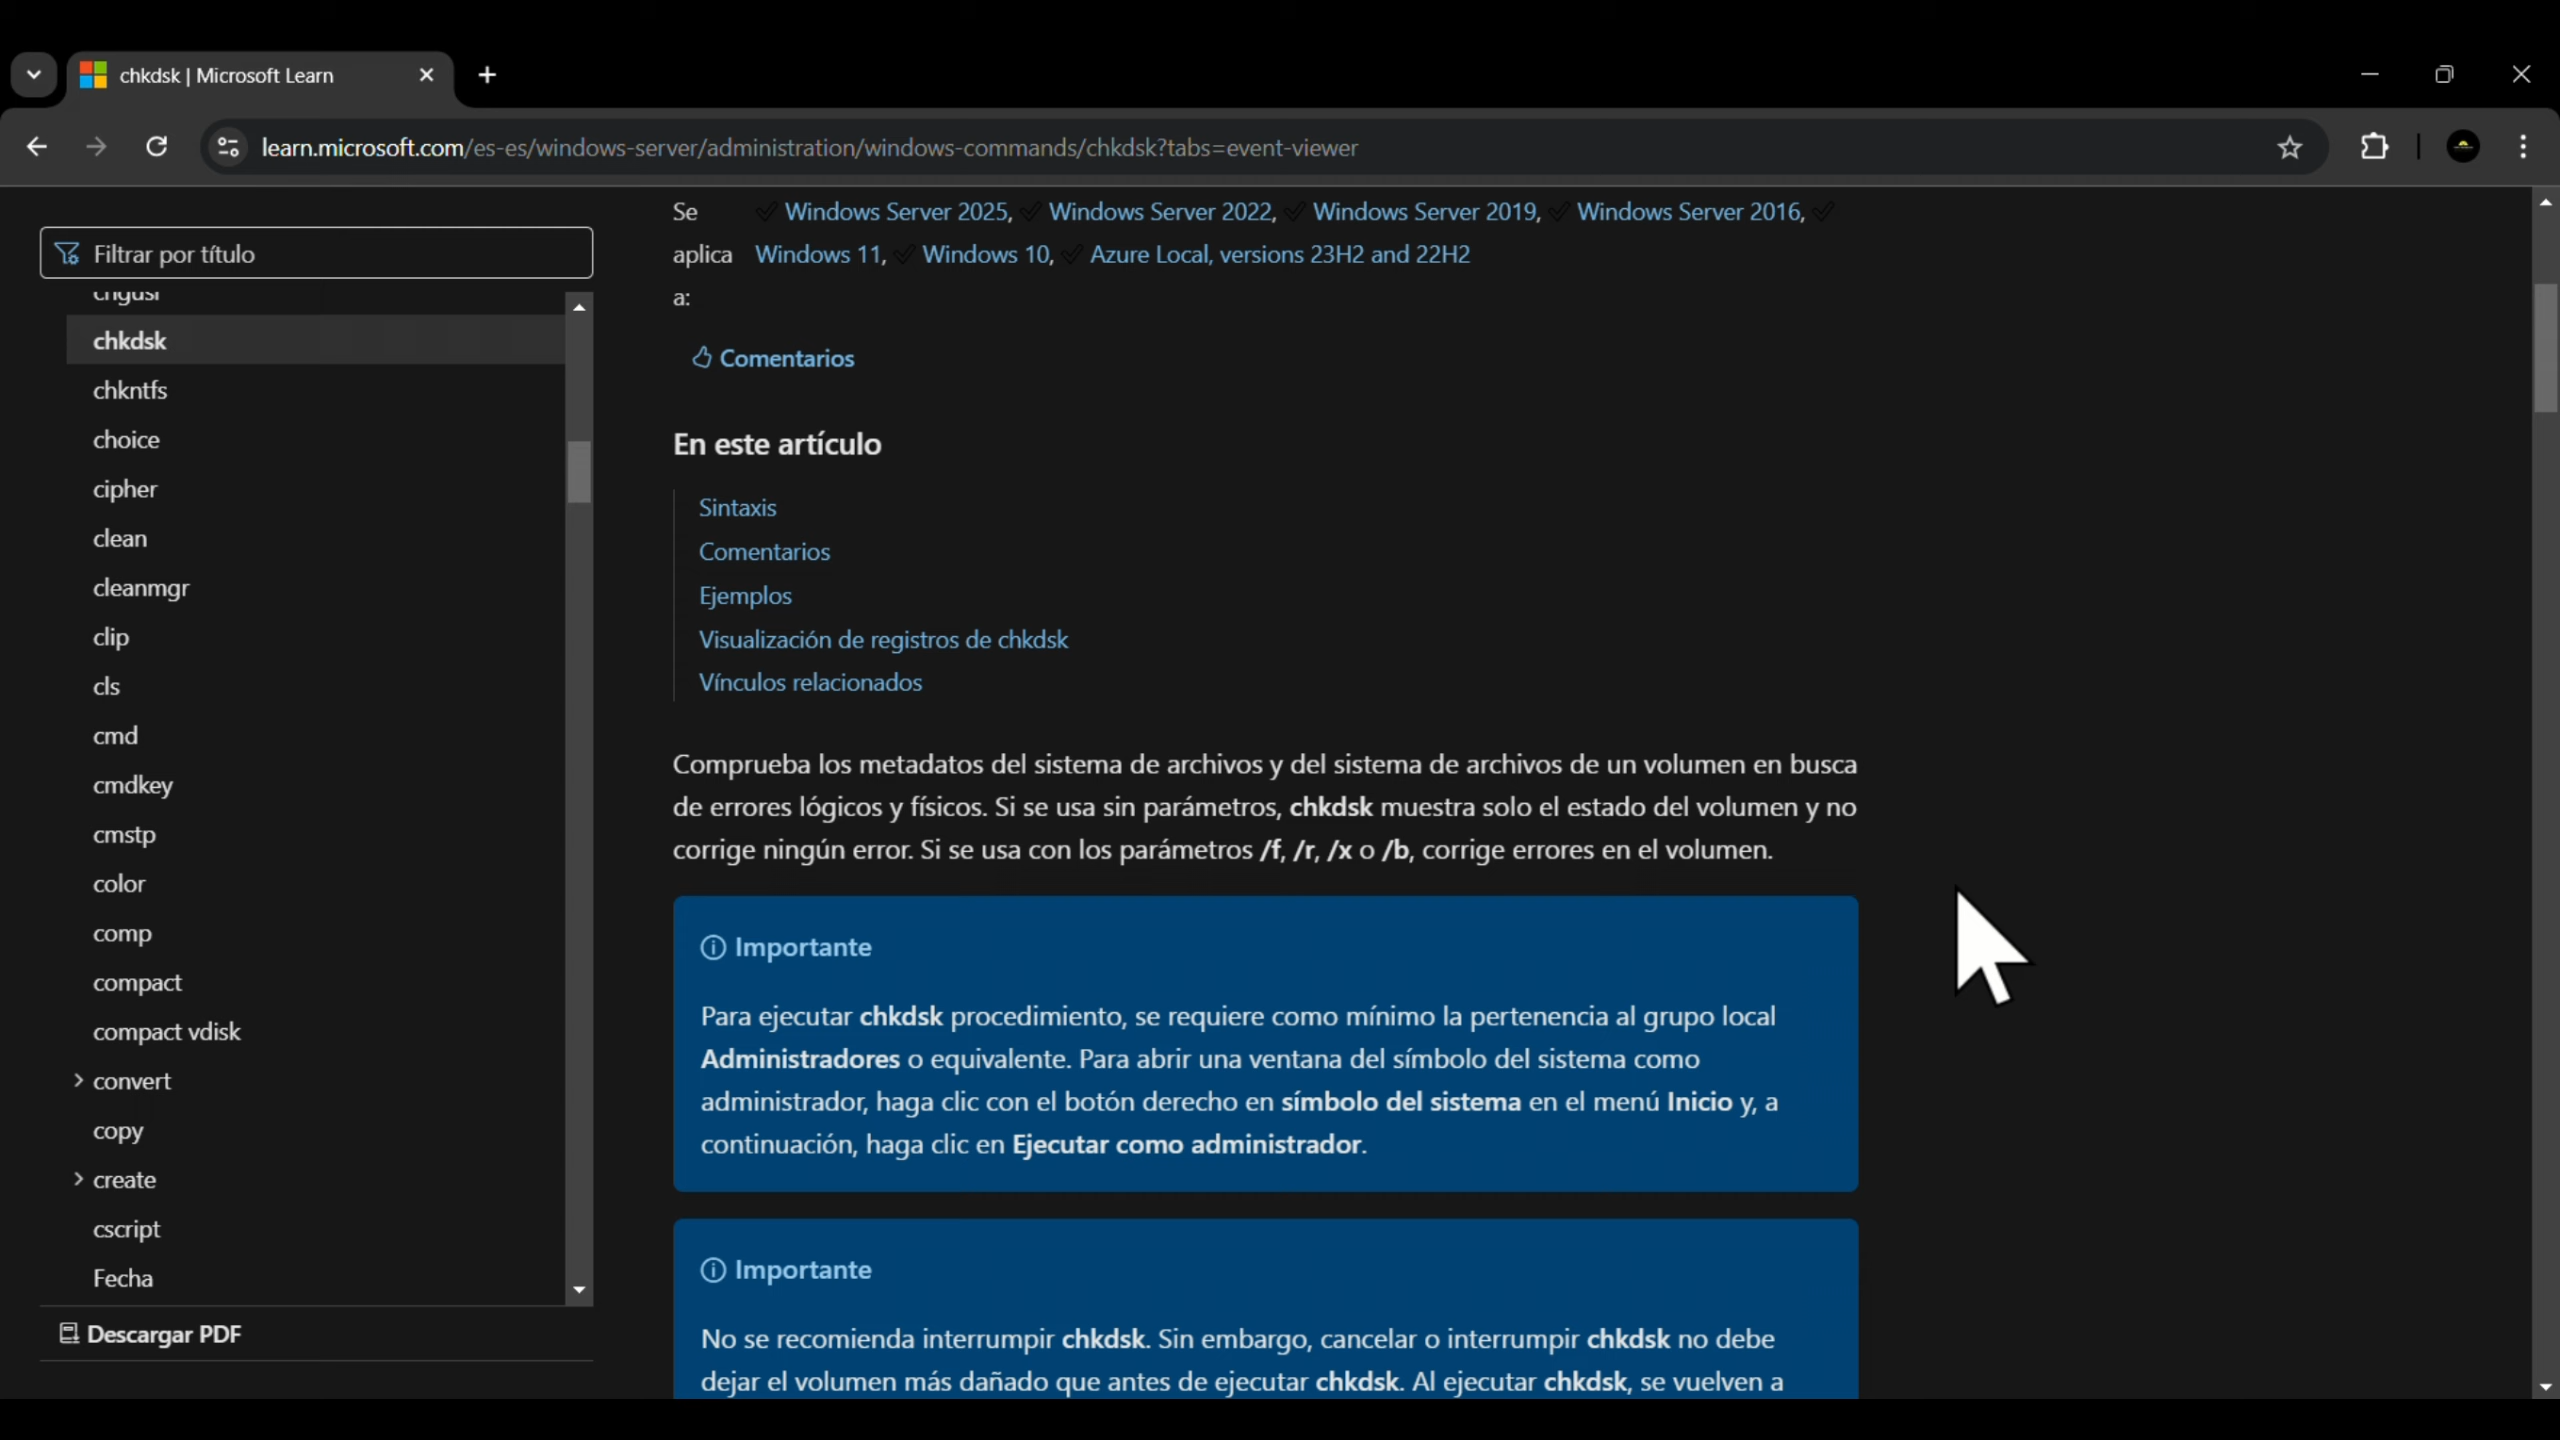 chkdsk | Microsoft Learn
learn.microsoft.com/es-es/windows-server/administration/windows-commands/chkdsk?tabs=event-viewer
Filtrar por título
chgusr
chkdsk
chkntfs
choice
cipher
clean
cleanmgr
clip
cls
cmd
cmdkey
cmstp
color
comp
compact
compact vdisk
convert
copy
create
cscript
Fecha
Descargar PDF
Se aplica a:
Windows Server 2025, Windows Server 2022, Windows Server 2019, Windows Server 2016,
Windows 11, Windows 10, Azure Local, versions 23H2 and 22H2
Comentarios
En este artículo
Sintaxis
Comentarios
Ejemplos
Visualización de registros de chkdsk
Vínculos relacionados
Comprueba los metadatos del sistema de archivos y del sistema de archivos de un volumen en busca
de errores lógicos y físicos. Si se usa sin parámetros, chkdsk muestra solo el estado del volumen y no
corrige ningún error. Si se usa con los parámetros /f, /r, /x o /b, corrige errores en el volumen.
Importante
Para ejecutar chkdsk procedimiento, se requiere como mínimo la pertenencia al grupo local
Administradores o equivalente. Para abrir una ventana del símbolo del sistema como
administrador, haga clic con el botón derecho en símbolo del sistema en el menú Inicio y, a
continuación, haga clic en Ejecutar como administrador.
Importante
No se recomienda interrumpir chkdsk. Sin embargo, cancelar o interrumpir chkdsk no debe
dejar el volumen más dañado que antes de ejecutar chkdsk. Al ejecutar chkdsk, se vuelven a